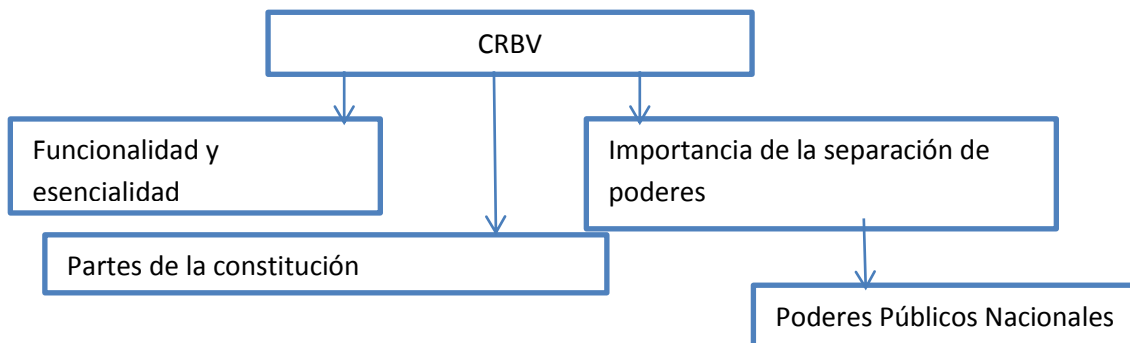 CRBV
Funcionalidad y
esencialidad
Importancia de la separación de
poderes
Partes de la constitución
Poderes Públicos Nacionales